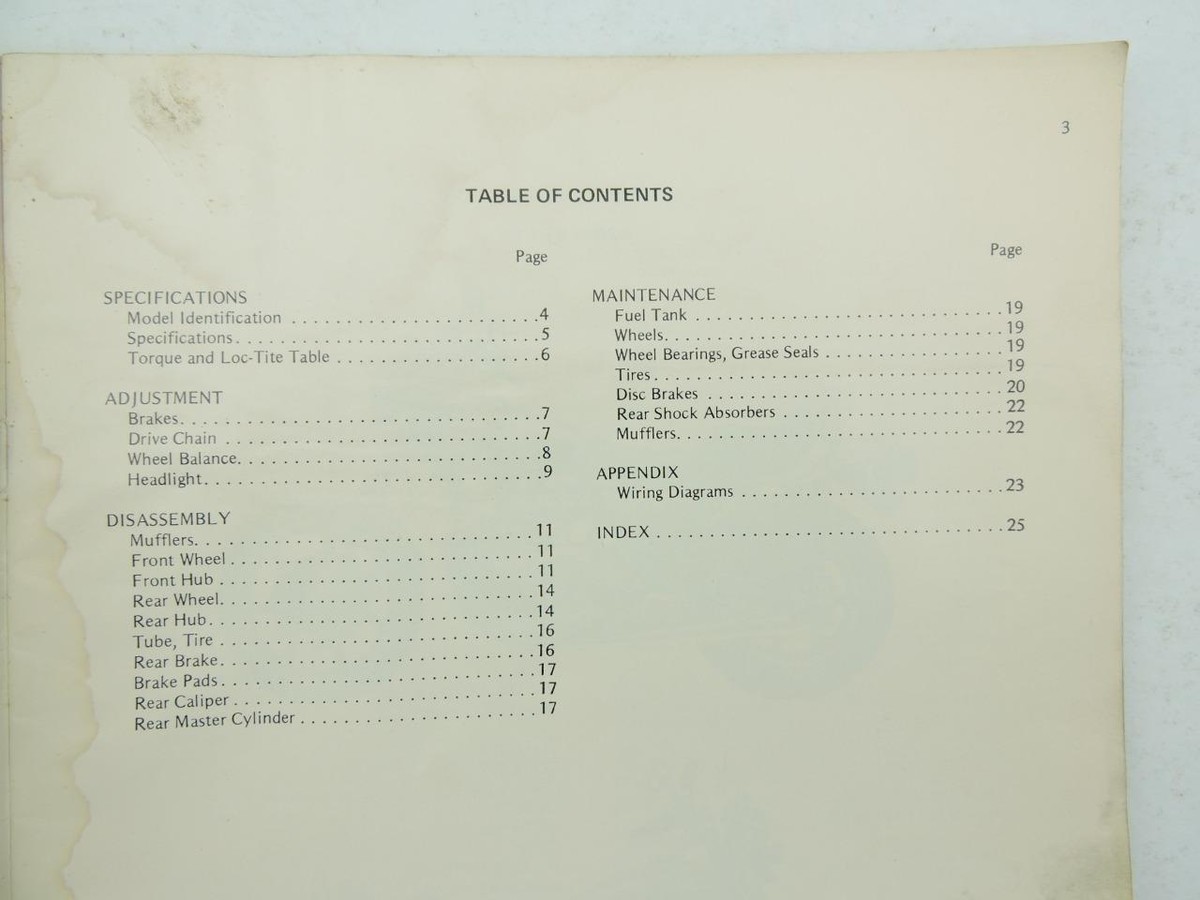 3
TABLE OF CONTENTS
Page
SPECIFICATIONS
Model Identification . . . . . . . . . . . . . . . . . . . . . . . .4
Specifications. . . . . . . . . . . . . . . . . . . . . . . . . . . . .5
Torque and Loc-Tite Table . . . . . . . . . . . . . . . . . . . .6
ADJUSTMENT
Brakes. . . . . . . . . . . . . . . . . . . . . . . . . . . . . . . . . .7
Drive Chain . . . . . . . . . . . . . . . . . . . . . . . . . . . . . .7
Wheel Balance. . . . . . . . . . . . . . . . . . . . . . . . . . . . .8
Headlight. . . . . . . . . . . . . . . . . . . . . . . . . . . . . . . .9
DISASSEMBLY
Mufflers. . . . . . . . . . . . . . . . . . . . . . . . . . . . . . . 11
Front Wheel . . . . . . . . . . . . . . . . . . . . . . . . . . . . 11
Front Hub . . . . . . . . . . . . . . . . . . . . . . . . . . . . . 11
Rear Wheel. . . . . . . . . . . . . . . . . . . . . . . . . . . . . 14
Rear Hub. . . . . . . . . . . . . . . . . . . . . . . . . . . . . . 14
Tube, Tire . . . . . . . . . . . . . . . . . . . . . . . . . . . . . 16
Rear Brake. . . . . . . . . . . . . . . . . . . . . . . . . . . . . 16
Brake Pads. . . . . . . . . . . . . . . . . . . . . . . . . . . . . 17
Rear Caliper . . . . . . . . . . . . . . . . . . . . . . . . . . . . 17
Rear Master Cylinder . . . . . . . . . . . . . . . . . . . . . . 17
Page
MAINTENANCE
Fuel Tank . . . . . . . . . . . . . . . . . . . . . . . . . . . . . 19
Wheels. . . . . . . . . . . . . . . . . . . . . . . . . . . . . . . . 19
Wheel Bearings, Grease Seals . . . . . . . . . . . . . . . . . 19
Tires . . . . . . . . . . . . . . . . . . . . . . . . . . . . . . . . . 19
Disc Brakes . . . . . . . . . . . . . . . . . . . . . . . . . . . . 20
Rear Shock Absorbers . . . . . . . . . . . . . . . . . . . . . 22
Mufflers. . . . . . . . . . . . . . . . . . . . . . . . . . . . . . . 22
APPENDIX
Wiring Diagrams . . . . . . . . . . . . . . . . . . . . . . . . . 23
INDEX . . . . . . . . . . . . . . . . . . . . . . . . . . . . . . . . . 25